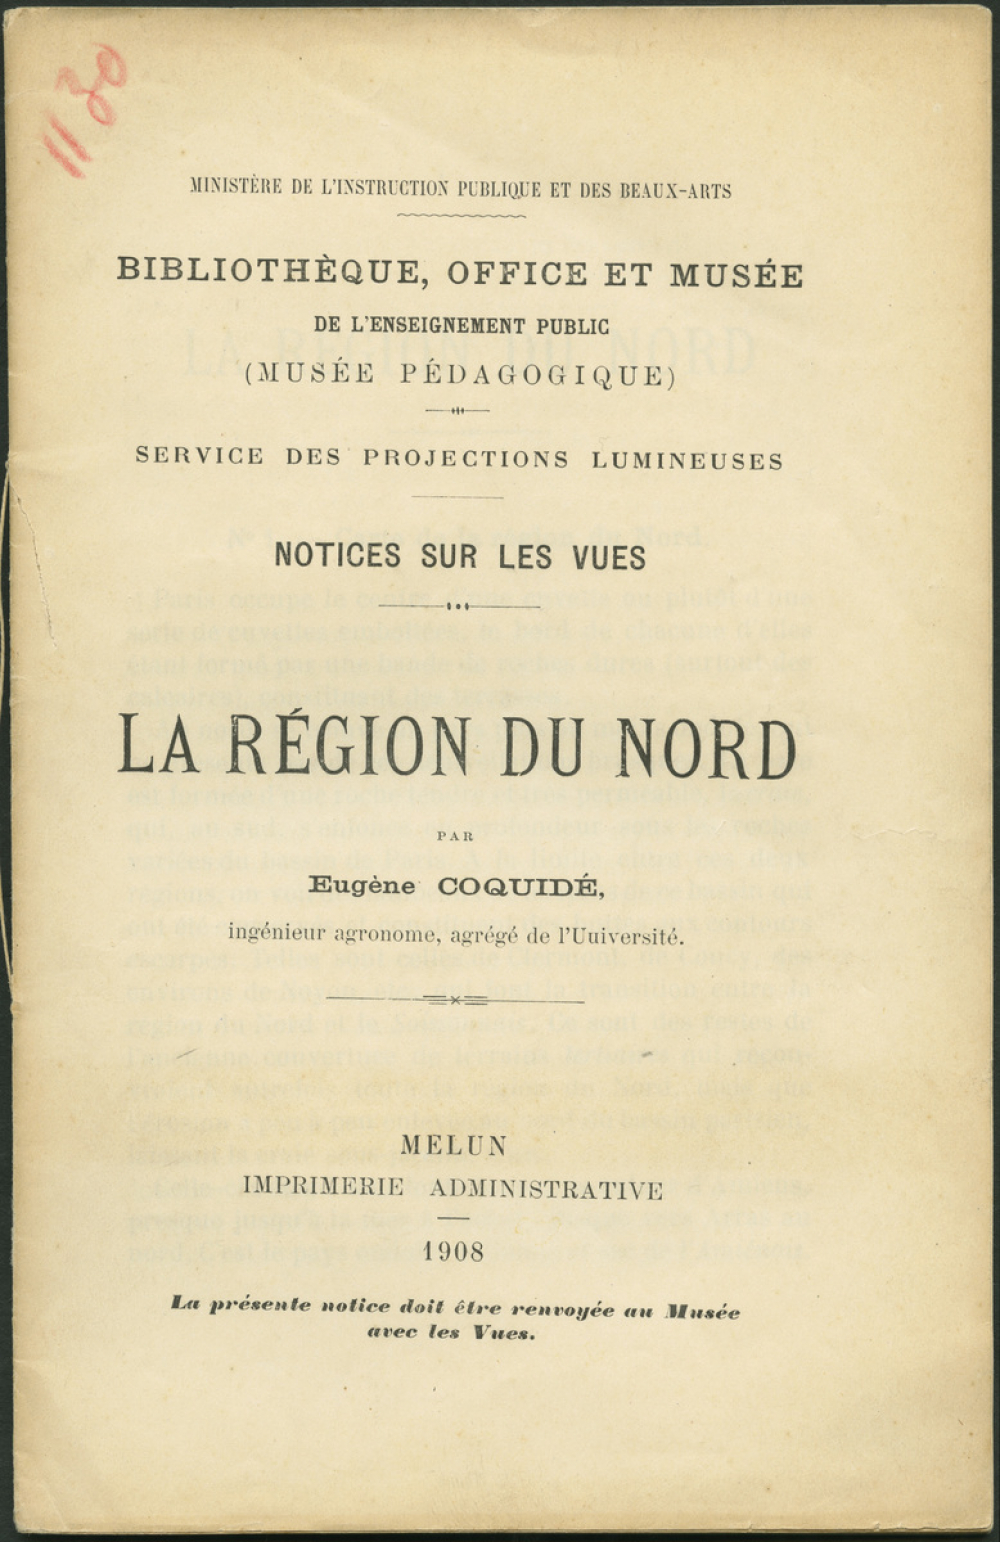 1130
MINISTÈRE DE L'INSTRUCTION PUBLIQUE ET DES BEAUX-ARTS
BIBLIOTHÈQUE, OFFICE ET MUSÉE
DE L'ENSEIGNEMENT PUBLIC
(MUSÉE PÉDAGOGIQUE)
SERVICE DES PROJECTIONS LUMINEUSES
NOTICES SUR LES VUES
LA RÉGION DU NORD
PAR
Eugène COQUIDÉ,
ingénieur agronome, agrégé de l'Uuiversité.
MELUN
IMPRIMERIE ADMINISTRATIVE
1908
La présente notice doit être renvoyée au Musée
avec les Vues.